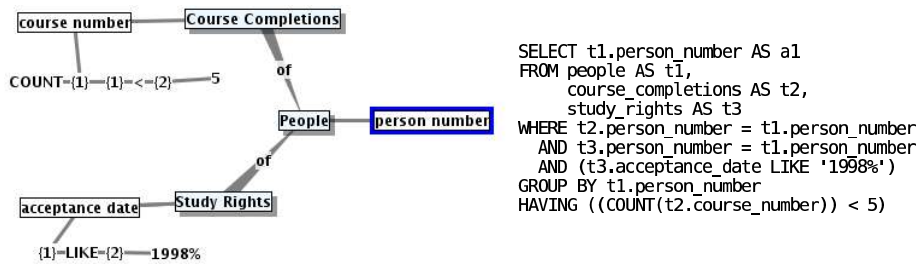 course number
Course Completions
COUNT={1}—{1}—<—{2}—5
of
People
person number
of
acceptance date
Study Rights
{1}—LIKE—{2}—1998%
SELECT t1.person_number AS a1
FROM people AS t1,
course_completions AS t2,
study_rights AS t3
WHERE t2.person_number = t1.person_number
AND t3.person_number = t1.person_number
AND (t3.acceptance_date LIKE '1998%')
GROUP BY t1.person_number
HAVING ((COUNT(t2.course_number)) < 5)